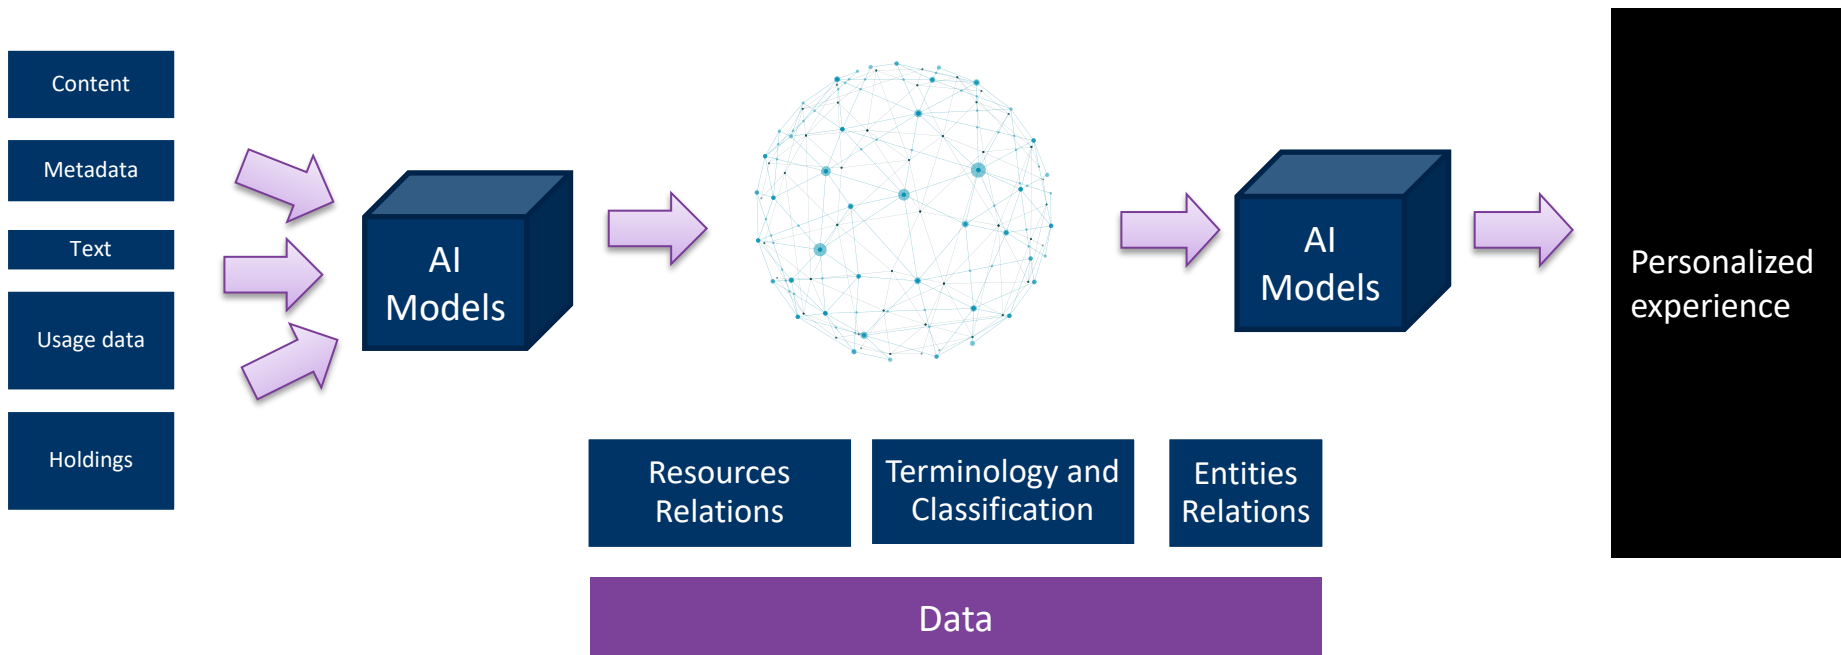 Content
Metadata
Text
Usage data
Holdings
AI
Models
AI
Models
Personalized
experience
Resources
Relations
Terminology and
Classification
Entities
Relations
Data